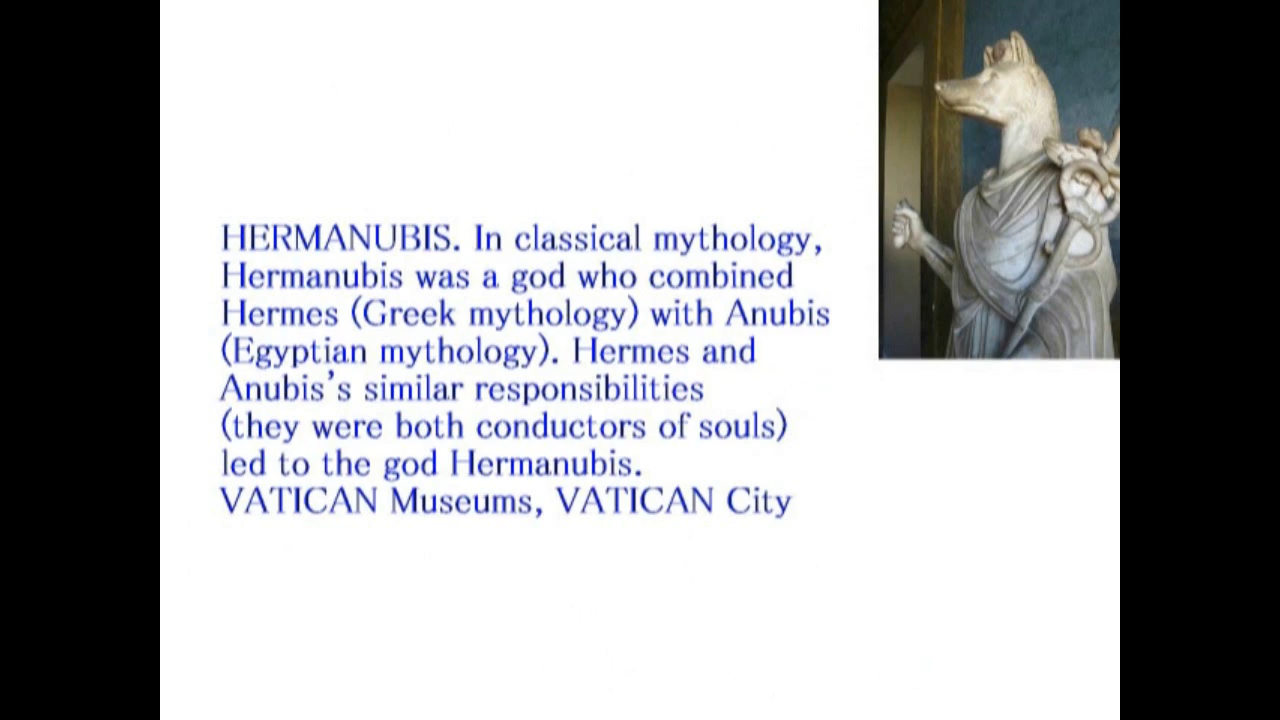 HERMANUBIS. In classical mythology,
Hermanubis was a god who combined
Hermes (Greek mythology) with Anubis
(Egyptian mythology). Hermes and
Anubis’s similar responsibilities
(they were both conductors of souls)
led to the god Hermanubis.
VATICAN Museums, VATICAN City